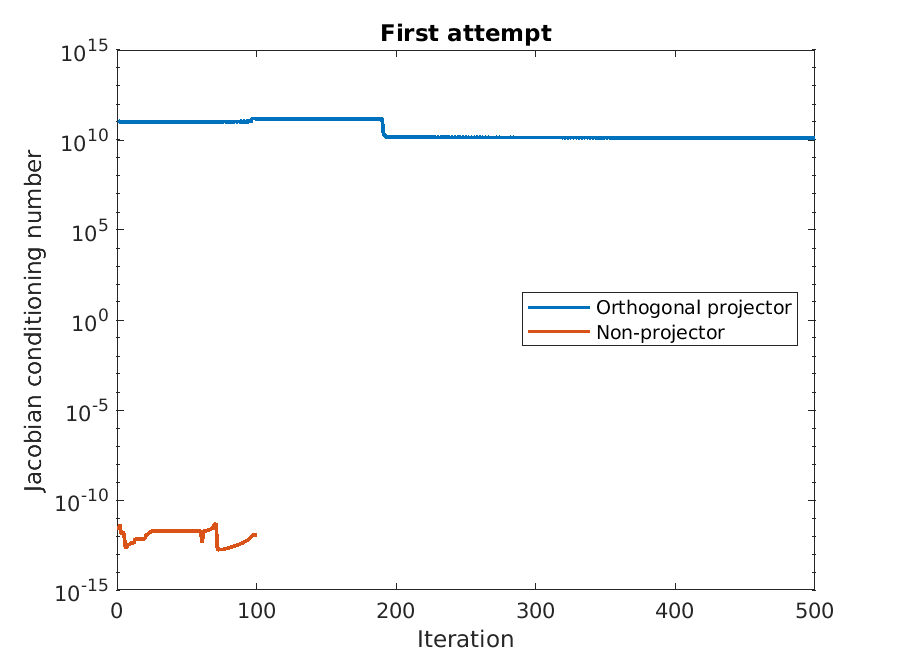 First attempt
Jacobian conditioning number
10^15
10^10
10^5
10^0
10^-5
10^-10
10^-15
Orthogonal projector
Non-projector
0 100 200 300 400 500
Iteration